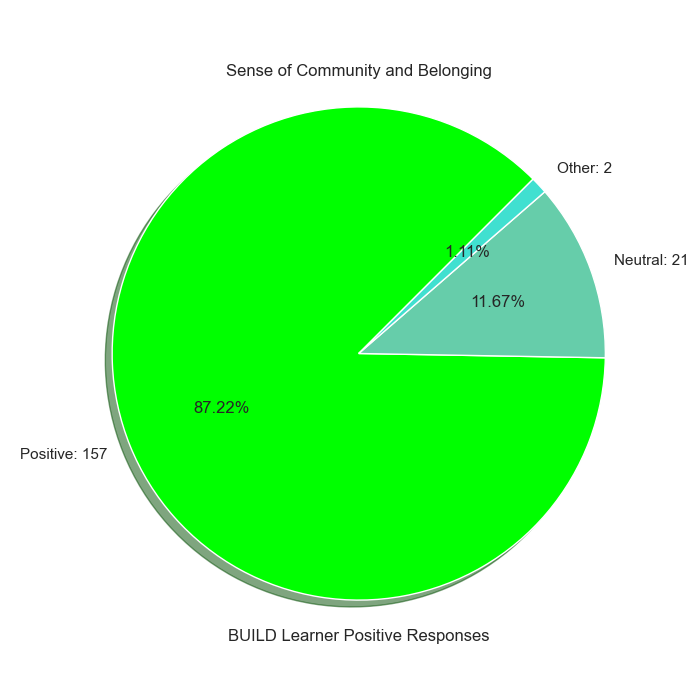 Sense of Community and Belonging
Other: 2
1.11%
Neutral: 21
11.67%
87.22%
Positive: 157
BUILD Learner Positive Responses